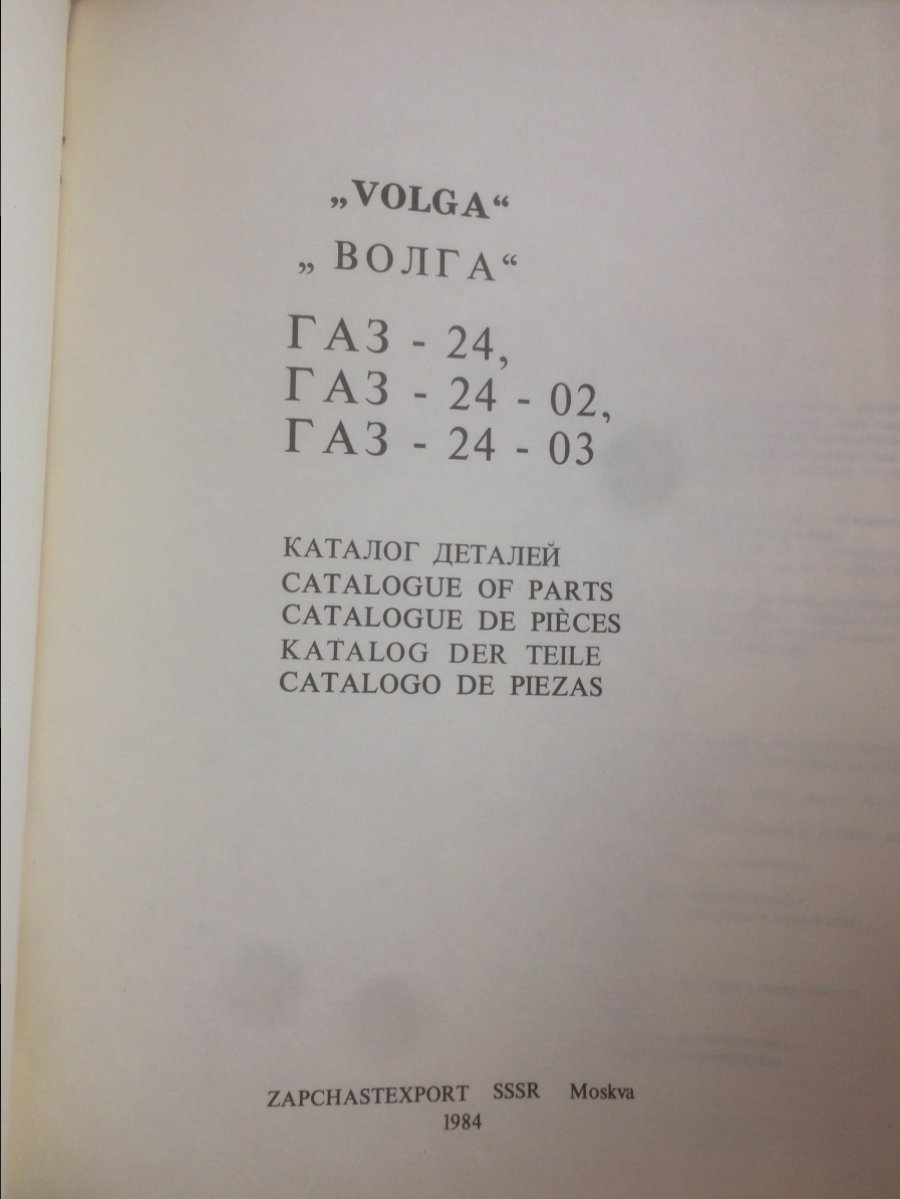 „VOLGA“
„ ВОЛГА“
ГАЗ - 24,
ГАЗ - 24 - 02,
ГАЗ - 24 - 03
КАТАЛОГ ДЕТАЛЕЙ
CATALOGUE OF PARTS
CATALOGUE DE PIÈCES
KATALOG DER TEILE
CATALOGO DE PIEZAS
ZAPCHASTEXPORT SSSR Moskva
1984